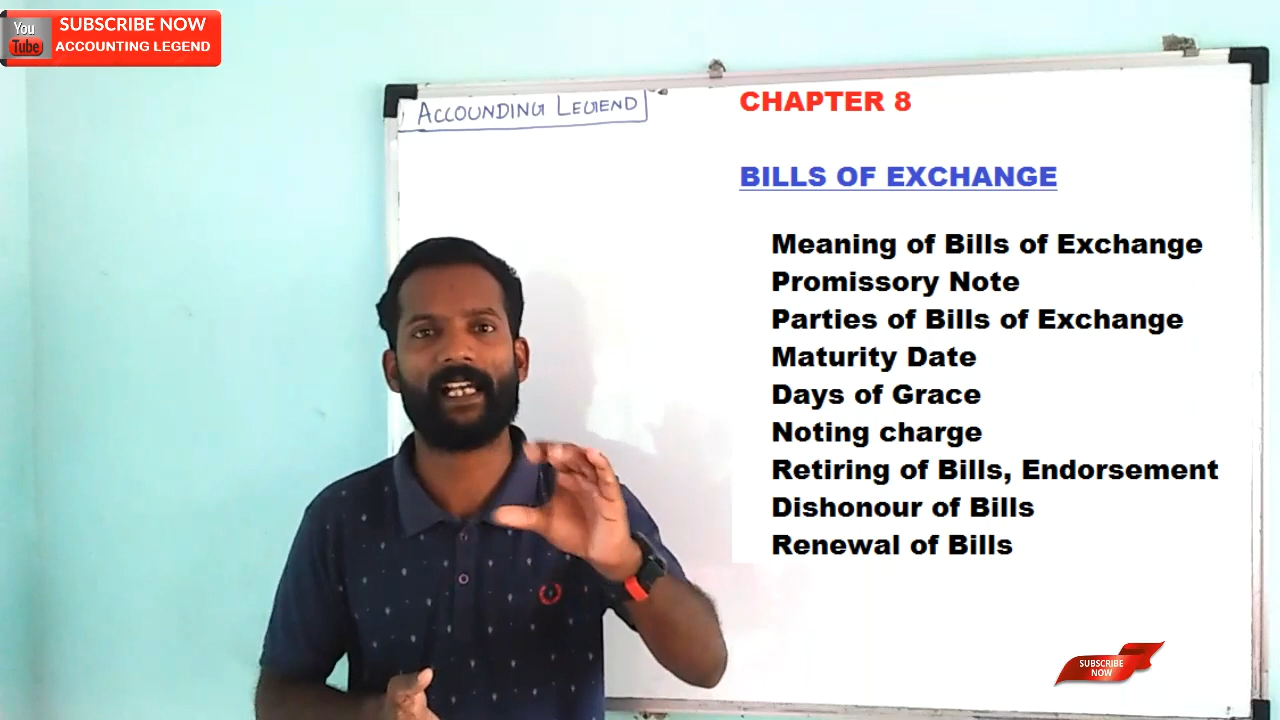 You
Tube
SUBSCRIBE NOW
ACCOUNTING LEGEND
ACCOUNDING LEGEND
CHAPTER 8
BILLS OF EXCHANGE
Meaning of Bills of Exchange
Promissory Note
Parties of Bills of Exchange
Maturity Date
Days of Grace
Noting charge
Retiring of Bills, Endorsement
Dishonour of Bills
Renewal of Bills
SUBSCRIBE
NOW